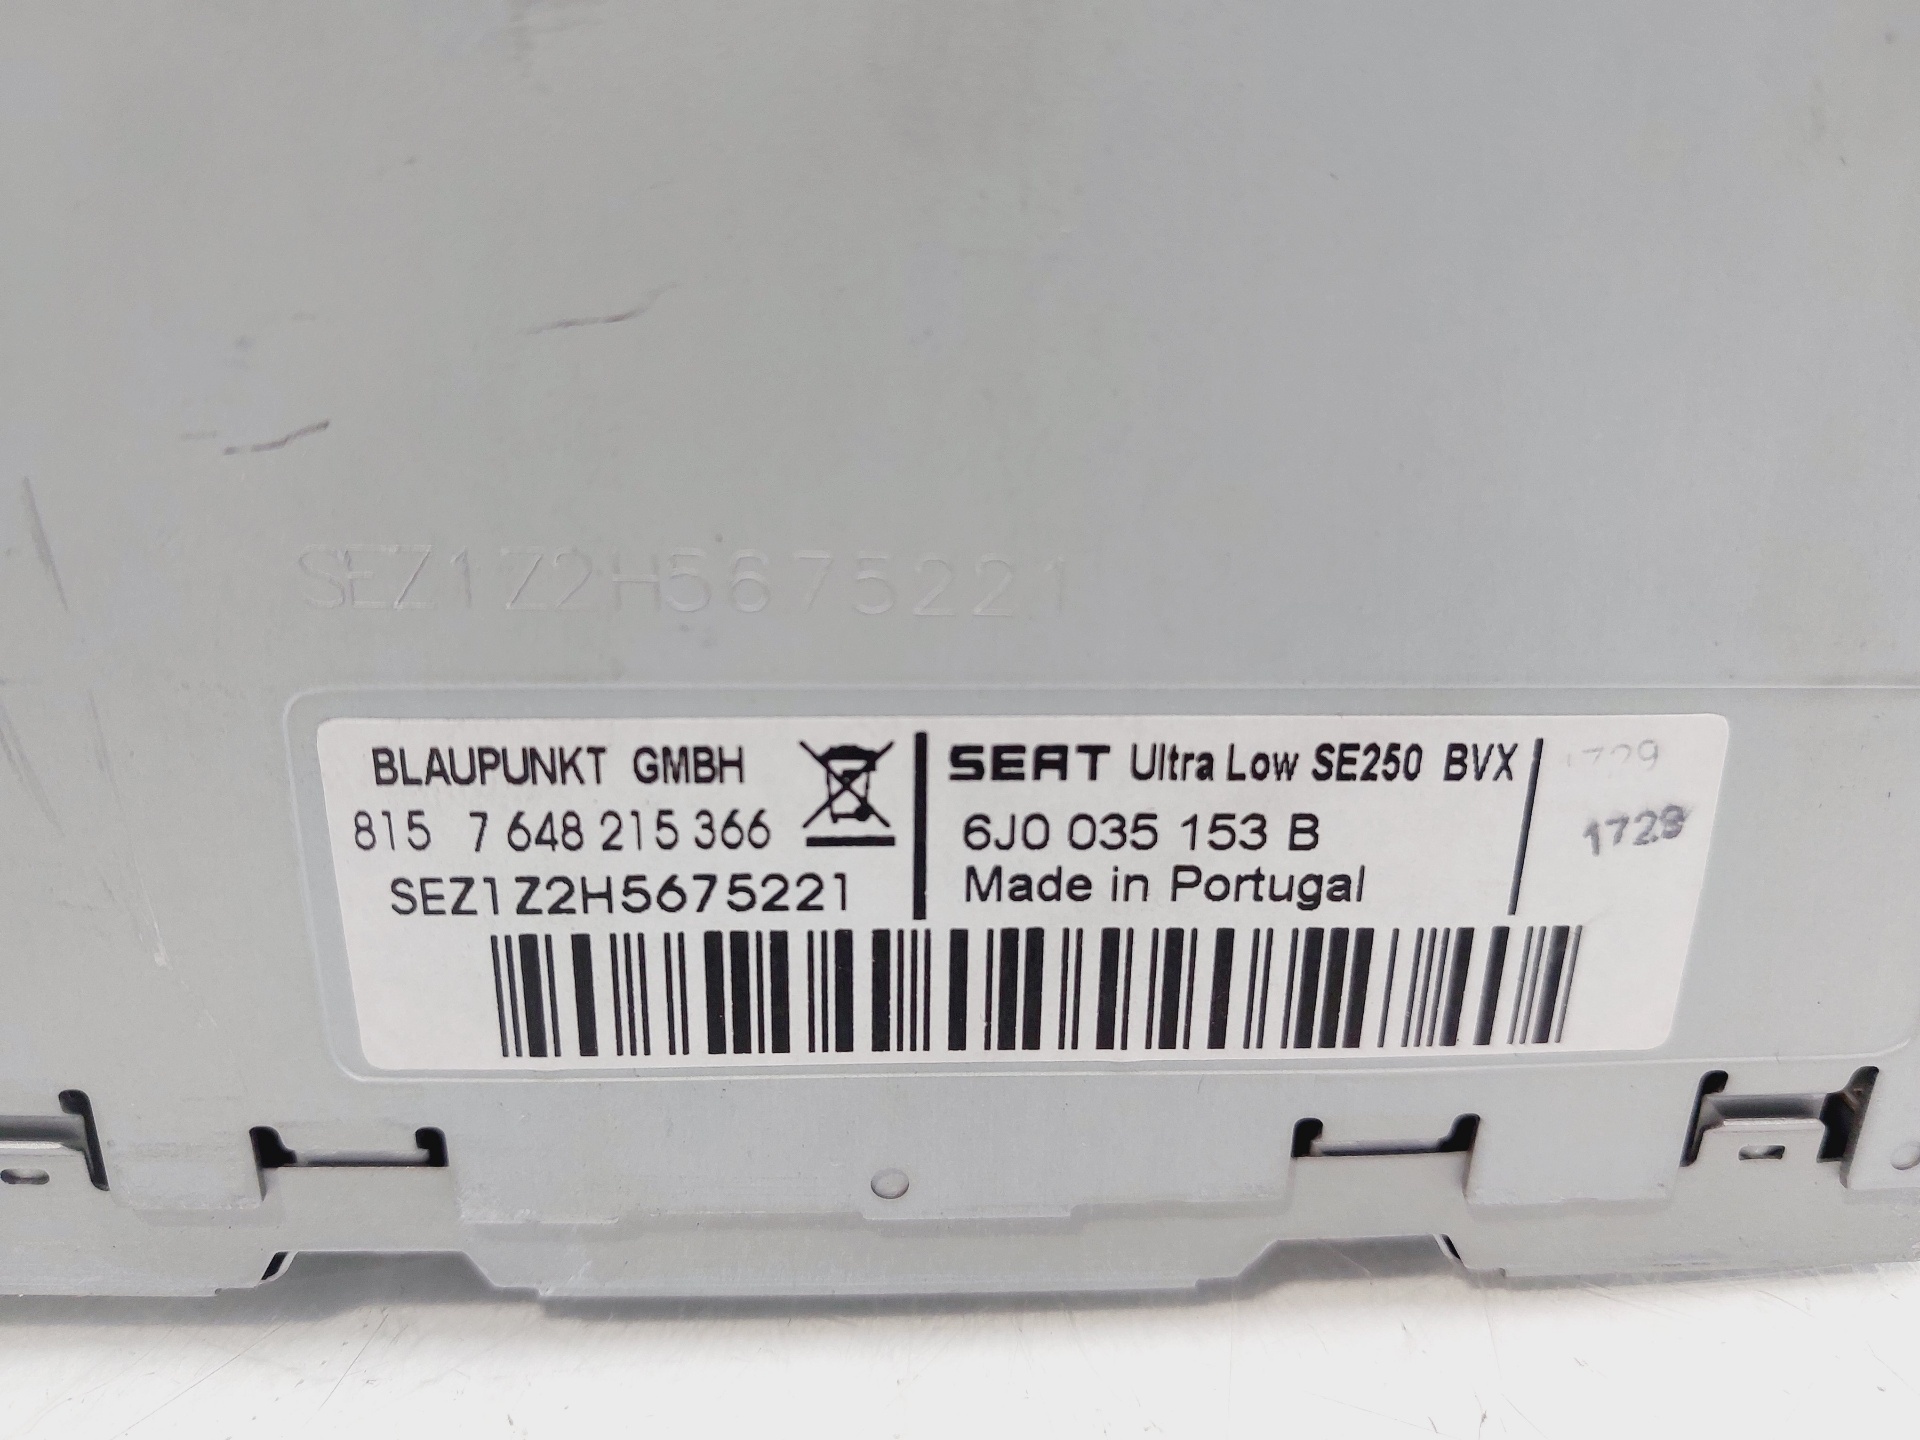 SEZ1Z2H5675221
BLAUPUNKT GMBH
815 7 648 215 366
SEZ1Z2H5675221
SEAT Ultra Low SE250 BVX
6J0 035 153 B
Made in Portugal
1729